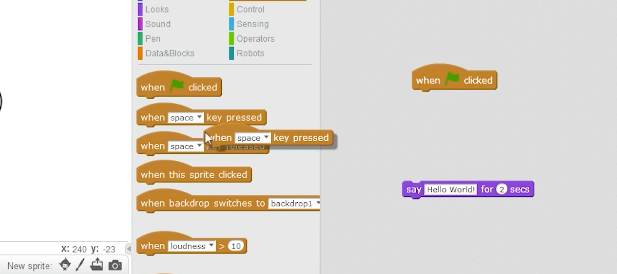 Looks
Control
Sound
Sensing
Pen
Operators
Data&Blocks
Robots
when clicked
when space key pressed
when space key pressed
when space key released
when this sprite clicked
when backdrop switches to backdrop1
when loudness > 10
x: 240 y: -23
New sprite:
when clicked
say Hello World! for 2 secs